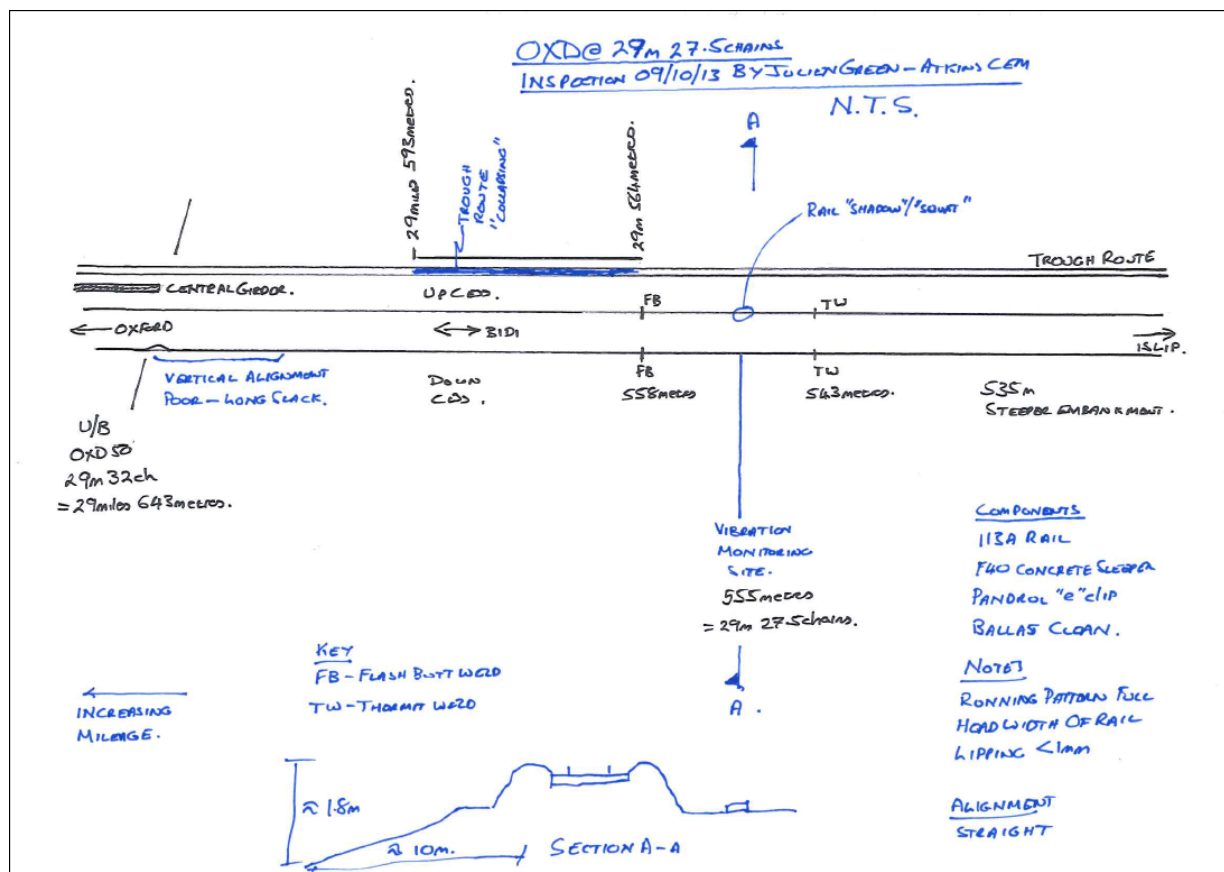 OXD@ 29m 27.5CHAINS
INSPECTION 09/10/13 BY JULIEN GREEN-ATKINS CEM
N.T.S.
A
29MILES 593METRES.
TROUGH
ROUTE
"COLLAPSING"
29m 564METRES.
RAIL "SHADOW"/"SQUAT"
TROUGH ROUTE
CENTRAL GIRDER.
UP CESS.
FB
TW
OXFORD
BIDI
ISLIP.
VERTICAL ALIGNMENT
POOR - LONG SLACK.
DOWN
CESS.
FB
558METRES
TW
543METRES.
535m
STEEPER EMBANKMENT.
U/B
OXD 50
29m 32ch
= 29miles 643metres.
VIBRATION
MONITORING
SITE.
555metres
= 29m 27.5chains.
A.
COMPONENTS
113A RAIL
F40 CONCRETE SLEEPER
PANDROL "e" CLIP
BALLAS CLEAN.
NOTES
RUNNING PATTERN FULL
HEAD WIDTH OF RAIL
LIPPING <1mm
ALIGNMENT
STRAIGHT
KEY
FB - FLASH BUTT WELD
TW - THERMIT WELD
INCREASING
MILEAGE.
≈ 1.8m
≈ 10m.
SECTION A-A